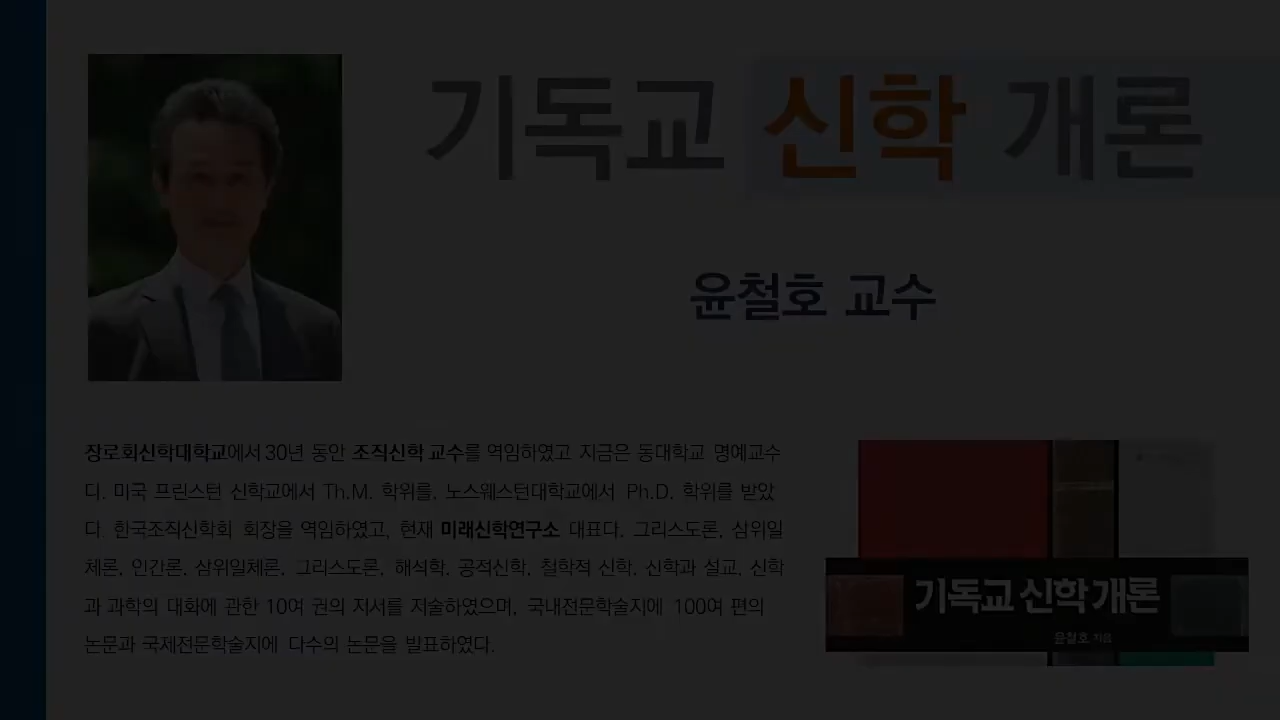 기독교 신학 개론
윤철호 교수
장로회신학대학교에서 30년 동안 조직신학 교수를 역임하였고 지금은 동대학교 명예교수
다. 미국 프린스턴 신학교에서 Th.M. 학위를, 노스웨스턴대학교에서 Ph.D. 학위를 받았
다. 한국조직신학회 회장을 역임하였고, 현재 미래신학연구소 대표다. 그리스도론, 삼위일
체론, 인간론, 삼위일체론, 그리스도론, 해석학, 공적신학, 철학적 신학, 신학과 설교, 신학
과 과학의 대화에 관한 10여 권의 저서를 저술하였으며, 국내전문학술지에 100여 편의
논문과 국제전문학술지에 다수의 논문을 발표하였다.
기독교 신학 개론
윤철호 지음